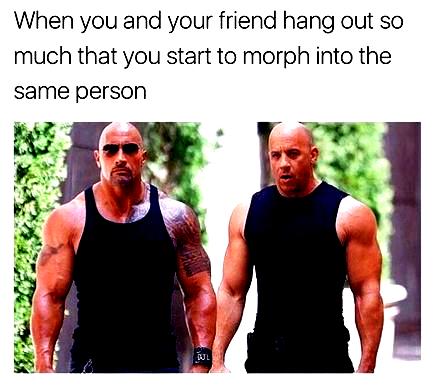 When you and your friend hang out so
much that you start to morph into the
same person